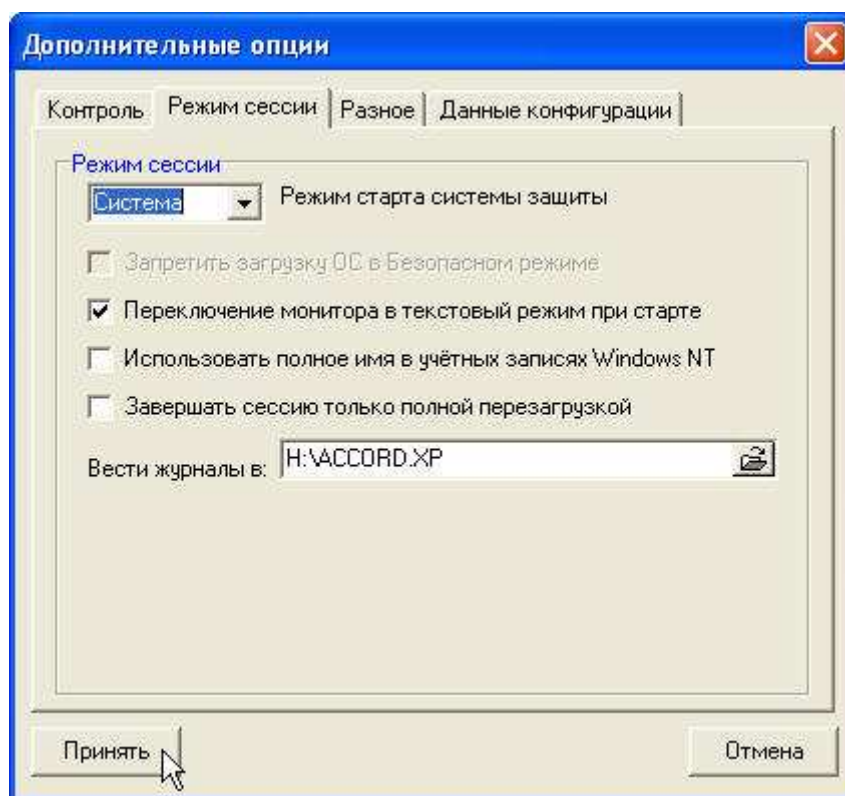 Дополнительные опции
Контроль Режим сессии Разное Данные конфигурации
Режим сессии
Система Режим старта системы защиты
Запретить загрузку ОС в Безопасном режиме
Переключение монитора в текстовый режим при старте
Использовать полное имя в учётных записях Windows NT
Завершать сессию только полной перезагрузкой
Вести журналы в: H:\ACCORD.XP
Принять Отмена